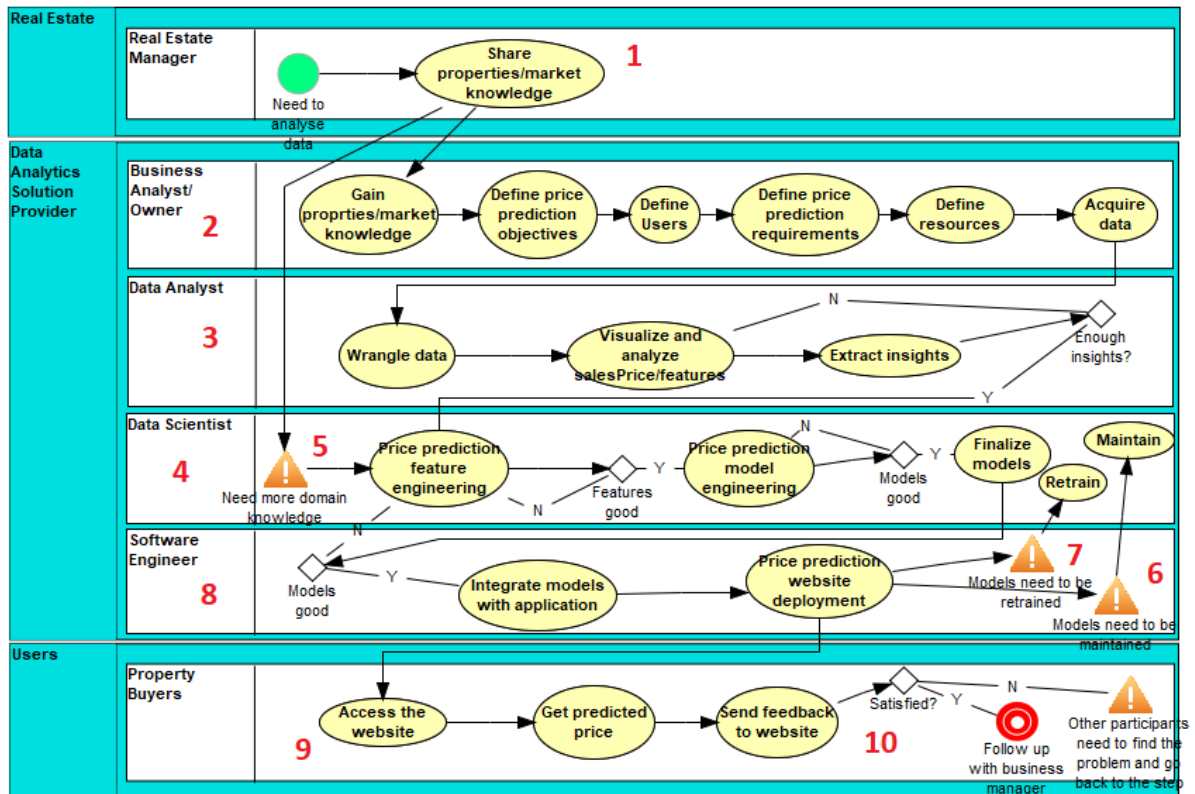 Real Estate
Real Estate
Manager
Need to
analyse
data
Share
properties/market
knowledge
1
Data
Analytics
Solution
Provider
Business
Analyst/
Owner
2
Gain
proprties/market
knowledge
Define price
prediction
objectives
Define
Users
Define price
prediction
requirements
Define
resources
Acquire
data
Data Analyst
3
Wrangle data
Visualize and
analyze
salesPrice/features
N
Extract insights
Enough
insights?
Y
Data Scientist
4
5
Need more domain
knowledge
Price prediction
feature
engineering
N
N
Features
good
Y
Price prediction
model
engineering
N
Models
good
Y
Finalize
models
Retrain
Maintain
Software
Engineer
8
Models
good
Y
Integrate models
with application
Price prediction
website
deployment
7
Models need to be
retrained
6
Models need to be
maintained
Users
Property
Buyers
9
Access the
website
Get predicted
price
Send feedback
to website
10
Satisfied?
Y
N
Follow up
with business
manager
Other participants
need to find the
problem and go
back to the step